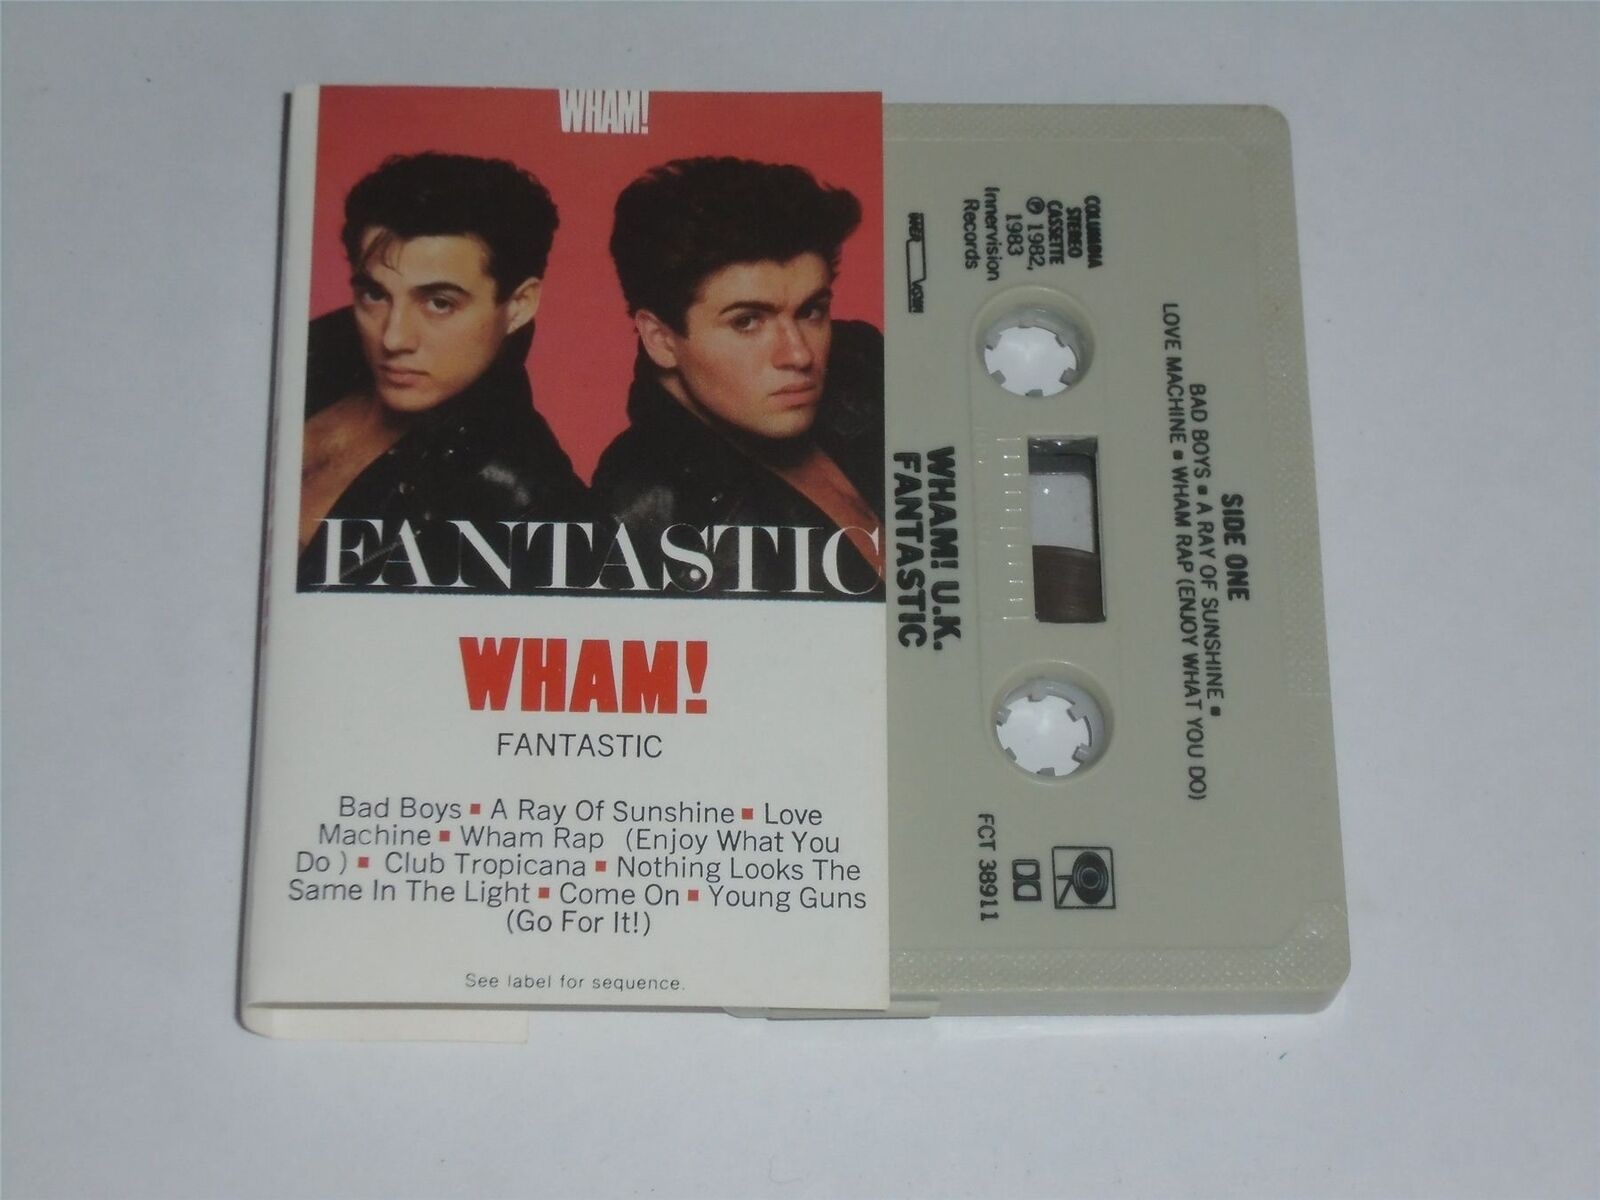 WHAM!
FANTASTIC
WHAM!
FANTASTIC
Bad Boys ▪ A Ray Of Sunshine ▪ Love
Machine ▪ Wham Rap (Enjoy What You
Do) ▪ Club Tropicana ▪ Nothing Looks The
Same In The Light ▪ Come On ▪ Young Guns
(Go For It!)
See label for sequence.
SIDE ONE
BAD BOYS ▪ A RAY OF SUNSHINE ▪
LOVE MACHINE ▪ WHAM RAP (ENJOY WHAT YOU DO)
COLUMBIA
STEREO
CASSETTE
℗ 1982,
1983
Innervision
Records
INNER VISION
WHAM! U.K.
FANTASTIC
FCT 38911